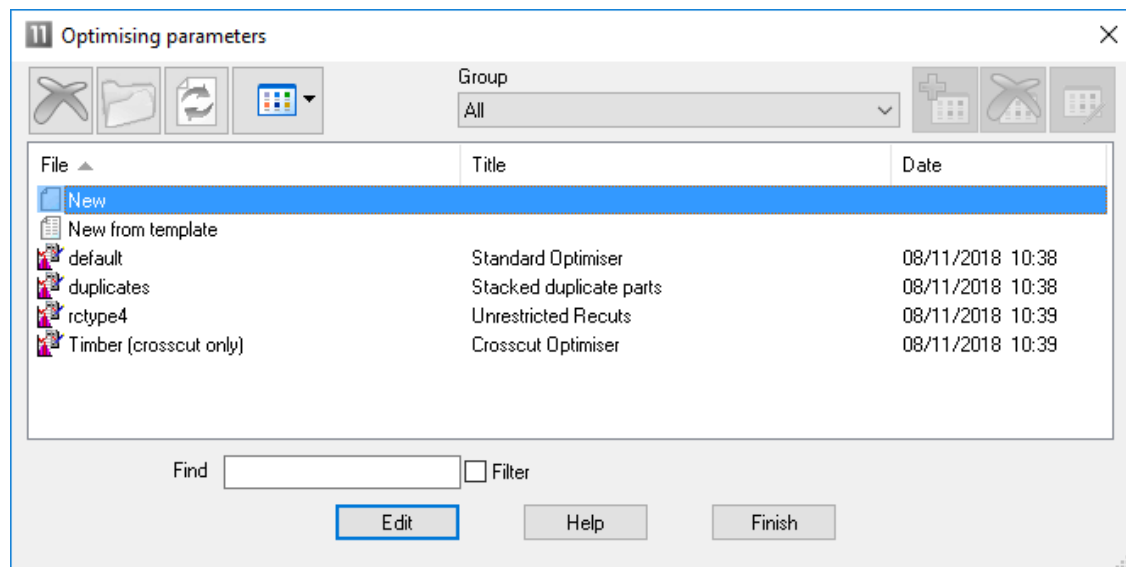 11 Optimising parameters
Group
All
File Title Date
New
New from template
default Standard Optimiser 08/11/2018 10:38
duplicates Stacked duplicate parts 08/11/2018 10:38
rctype4 Unrestricted Recuts 08/11/2018 10:39
Timber (crosscut only) Crosscut Optimiser 08/11/2018 10:39
Find Filter
Edit Help Finish